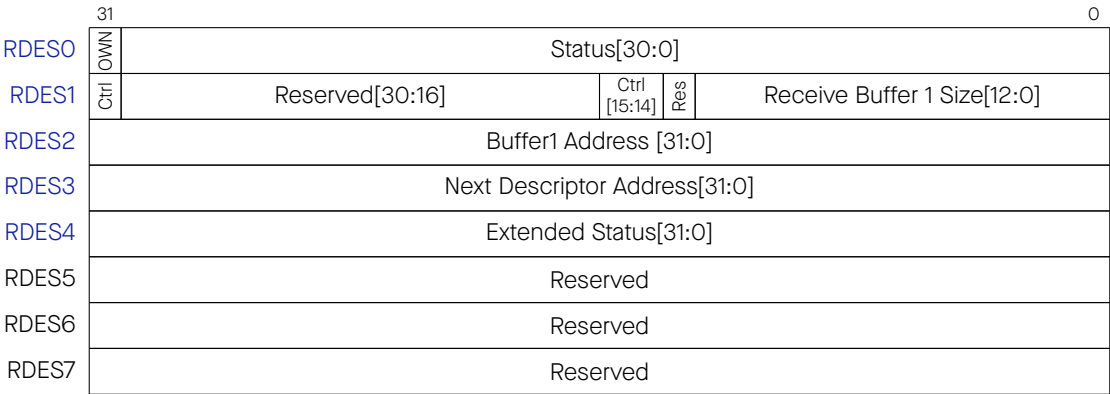 31 0
RDES0 OWN Status[30:0]
RDES1 Ctrl Reserved[30:16] Ctrl [15:14] Res Receive Buffer 1 Size[12:0]
RDES2 Buffer1 Address [31:0]
RDES3 Next Descriptor Address[31:0]
RDES4 Extended Status[31:0]
RDES5 Reserved
RDES6 Reserved
RDES7 Reserved